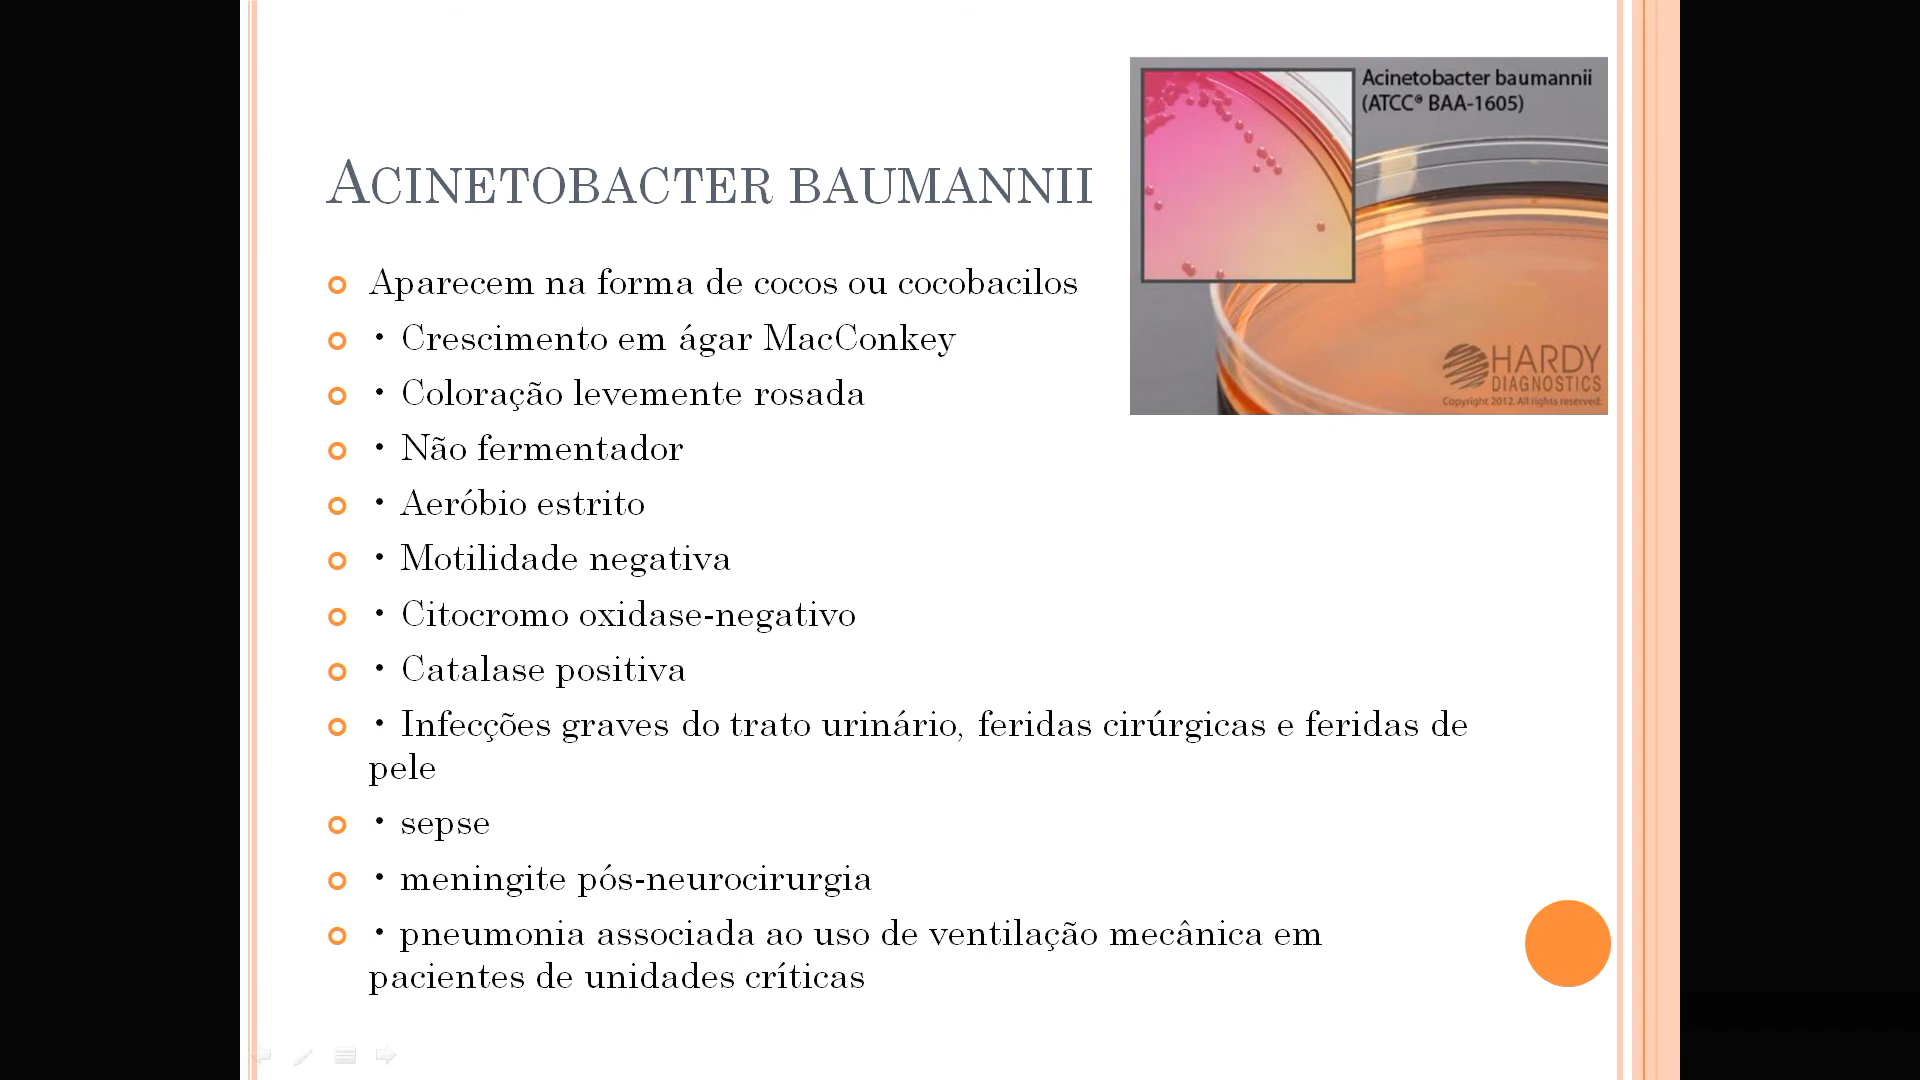 Acinetobacter baumannii
(ATCC® BAA-1605)
HARDY
DIAGNOSTICS
Copyright 2012, All rights reserved.
ACINETOBACTER BAUMANNII
Aparecem na forma de cocos ou cocobacilos
• Crescimento em ágar MacConkey
• Coloração levemente rosada
• Não fermentador
• Aeróbio estrito
• Motilidade negativa
• Citocromo oxidase-negativo
• Catalase positiva
• Infecções graves do trato urinário, feridas cirúrgicas e feridas de
pele
• sepse
• meningite pós-neurocirurgia
• pneumonia associada ao uso de ventilação mecânica em
pacientes de unidades críticas